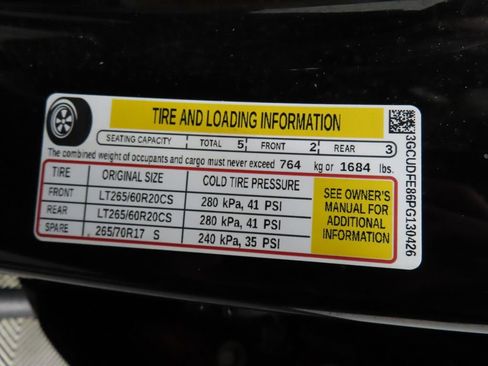 TIRE AND LOADING INFORMATION
SEATING CAPACITY TOTAL 5 FRONT 2 REAR 3
The combined weight of occupants and cargo must never exceed 764 kg or 1684 lbs.
TIRE ORIGINAL SIZE COLD TIRE PRESSURE
FRONT LT265/60R20CS 280 kPa, 41 PSI
REAR LT265/60R20CS 280 kPa, 41 PSI
SPARE 265/70R17 S 240 kPa, 35 PSI
SEE OWNER'S
MANUAL FOR
ADDITIONAL
INFORMATION
3GCUDFE86PG130426